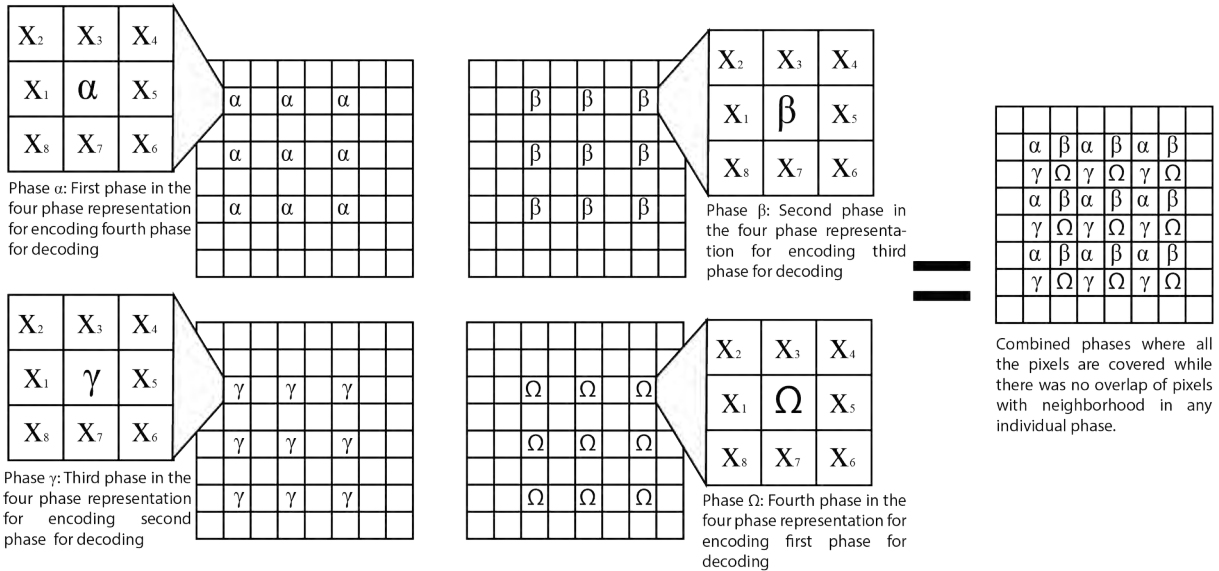 X2 X3 X4
X1 α X5
X8 X7 X6
Phase α: First phase in the
four phase representation
for encoding fourth phase
for decoding
α α α
α α α
α α α
β β β
β β β
β β β
X2 X3 X4
X1 β X5
X8 X7 X6
Phase β: Second phase in
the four phase representa-
tion for encoding third
phase for decoding
X2 X3 X4
X1 γ X5
X8 X7 X6
Phase γ: Third phase in the
four phase representation
for encoding second
phase for decoding
γ γ γ
γ γ γ
γ γ γ
Ω Ω Ω
Ω Ω Ω
Ω Ω Ω
X2 X3 X4
X1 Ω X5
X8 X7 X6
Phase Ω: Fourth phase in the
four phase representation for
encoding first phase for
decoding
α β α β α β
γ Ω γ Ω γ Ω
α β α β α β
γ Ω γ Ω γ Ω
α β α β α β
γ Ω γ Ω γ Ω
Combined phases where all
the pixels are covered while
there was no overlap of pixels
with neighborhood in any
individual phase.